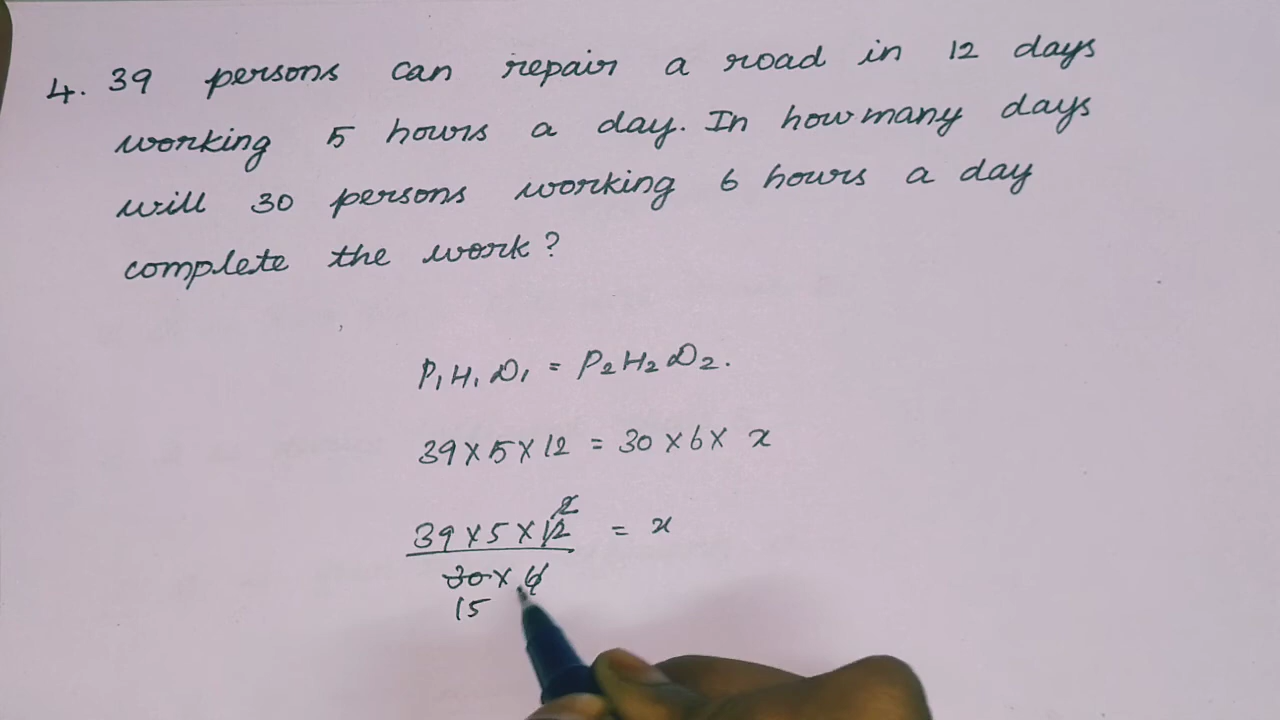 4. 39 persons can repair a road in 12 days
working 5 hours a day. In how many days
will 30 persons working 6 hours a day
complete the work?
P₁H₁D₁ = P₂H₂D₂.
39 × 5 × 12 = 30 × 6 × x
2
39 × 5 × 12 = x
30 × 6
15